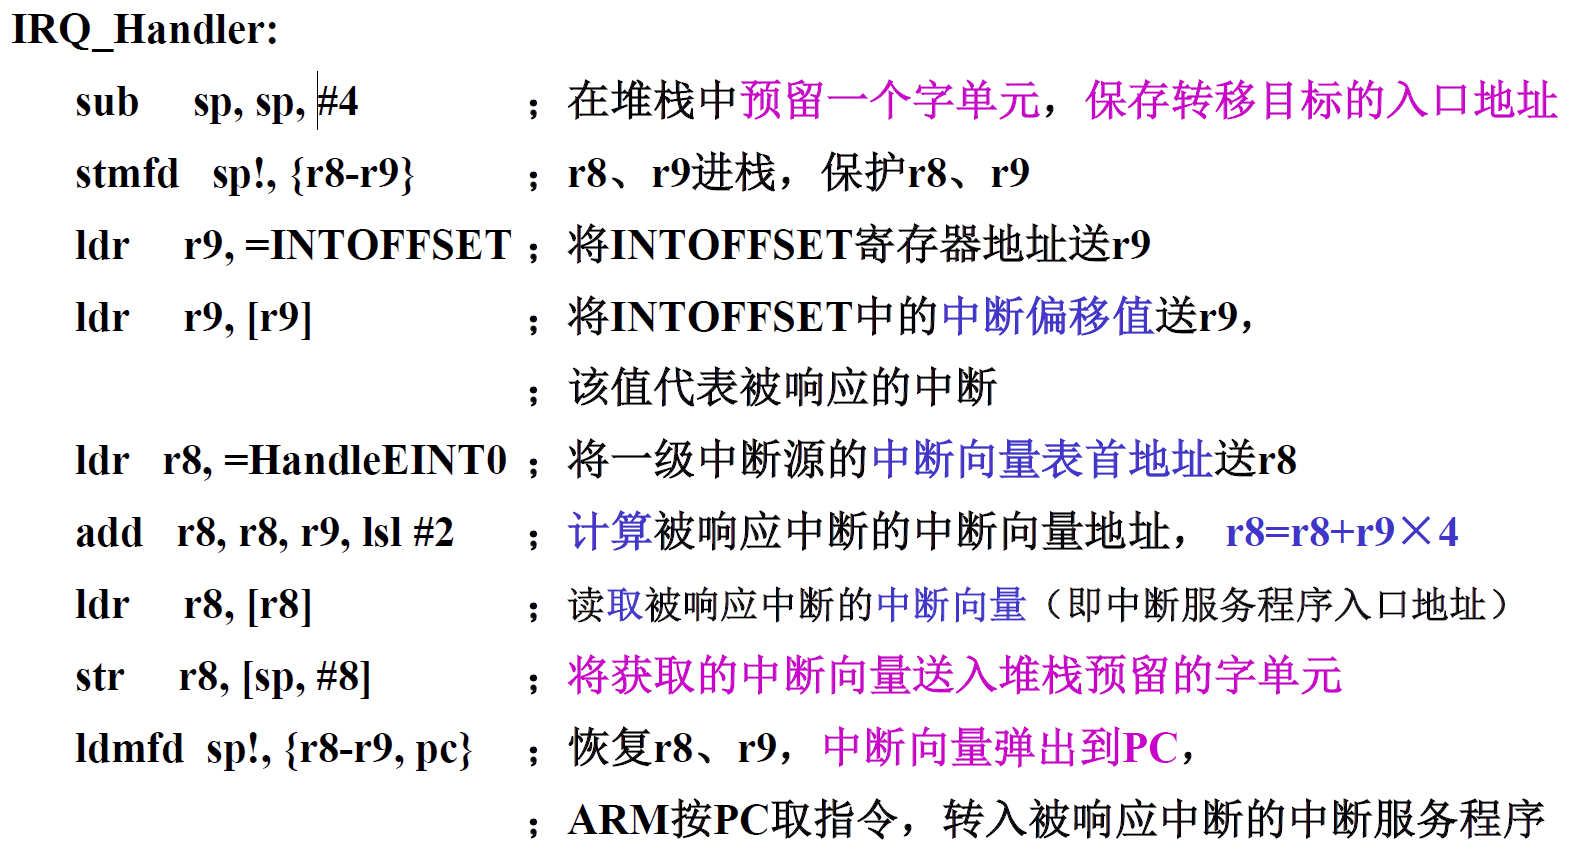 IRQ_Handler:
sub sp, sp, #4 ；在堆栈中预留一个字单元，保存转移目标的入口地址
stmfd sp!, {r8-r9} ；r8、r9进栈，保护r8、r9
ldr r9, =INTOFFSET ；将INTOFFSET寄存器地址送r9
ldr r9, [r9] ；将INTOFFSET中的中断偏移值送r9，
；该值代表被响应的中断
ldr r8, =HandleEINT0 ；将一级中断源的中断向量表首地址送r8
add r8, r8, r9, lsl #2 ；计算被响应中断的中断向量地址， r8=r8+r9×4
ldr r8, [r8] ；读取被响应中断的中断向量（即中断服务程序入口地址）
str r8, [sp, #8] ；将获取的中断向量送入堆栈预留的字单元
ldmfd sp!, {r8-r9, pc} ；恢复r8、r9，中断向量弹出到PC，
；ARM按PC取指令，转入被响应中断的中断服务程序